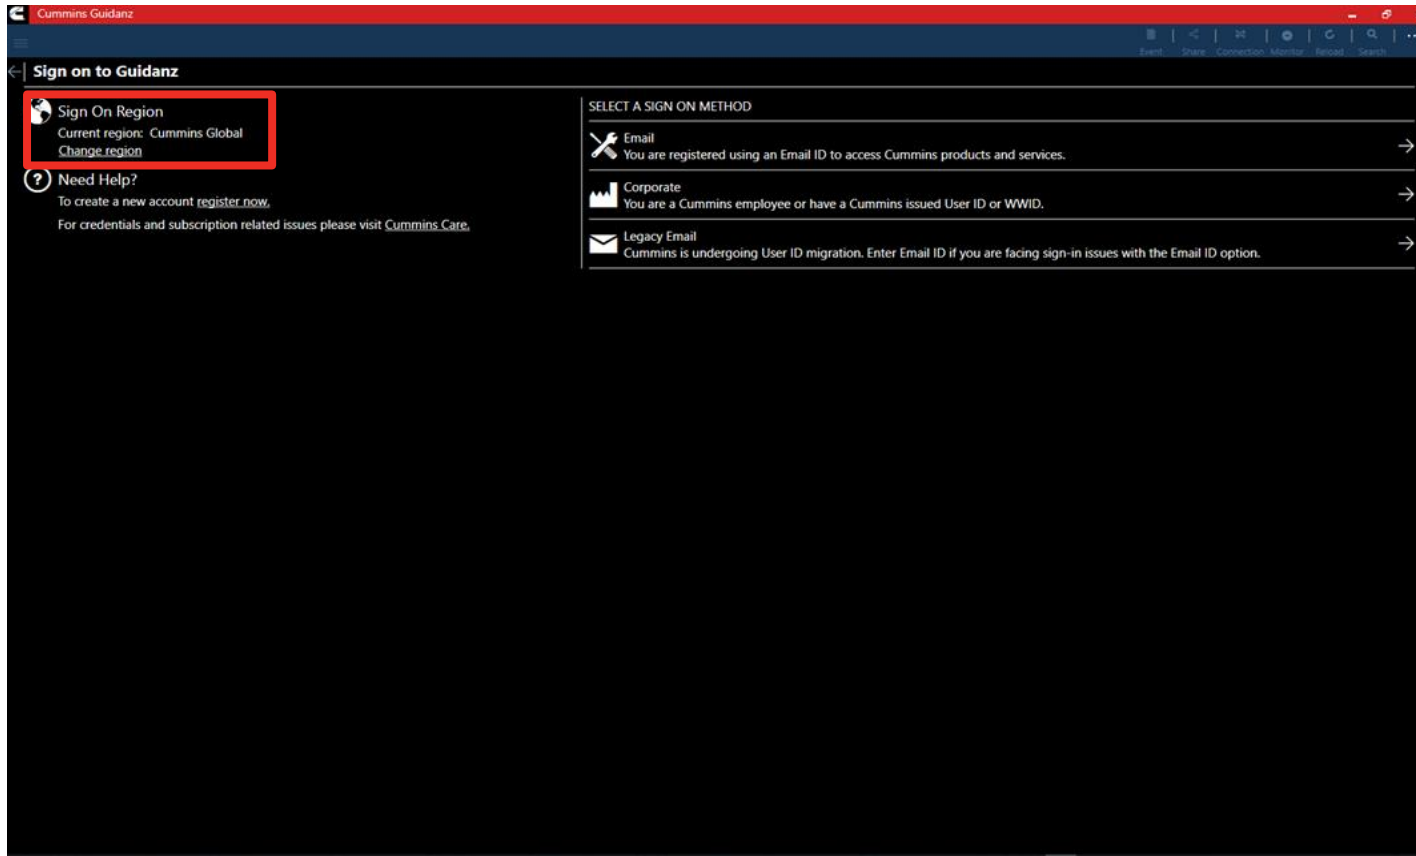 Cummins Guidanz
Event Share Connection Monitor Reload Search
Sign on to Guidanz
Sign On Region
Current region: Cummins Global
Change region
Need Help?
To create a new account register now.
For credentials and subscription related issues please visit Cummins Care.
SELECT A SIGN ON METHOD
Email
You are registered using an Email ID to access Cummins products and services.
Corporate
You are a Cummins employee or have a Cummins issued User ID or WWID.
Legacy Email
Cummins is undergoing User ID migration. Enter Email ID if you are facing sign-in issues with the Email ID option.